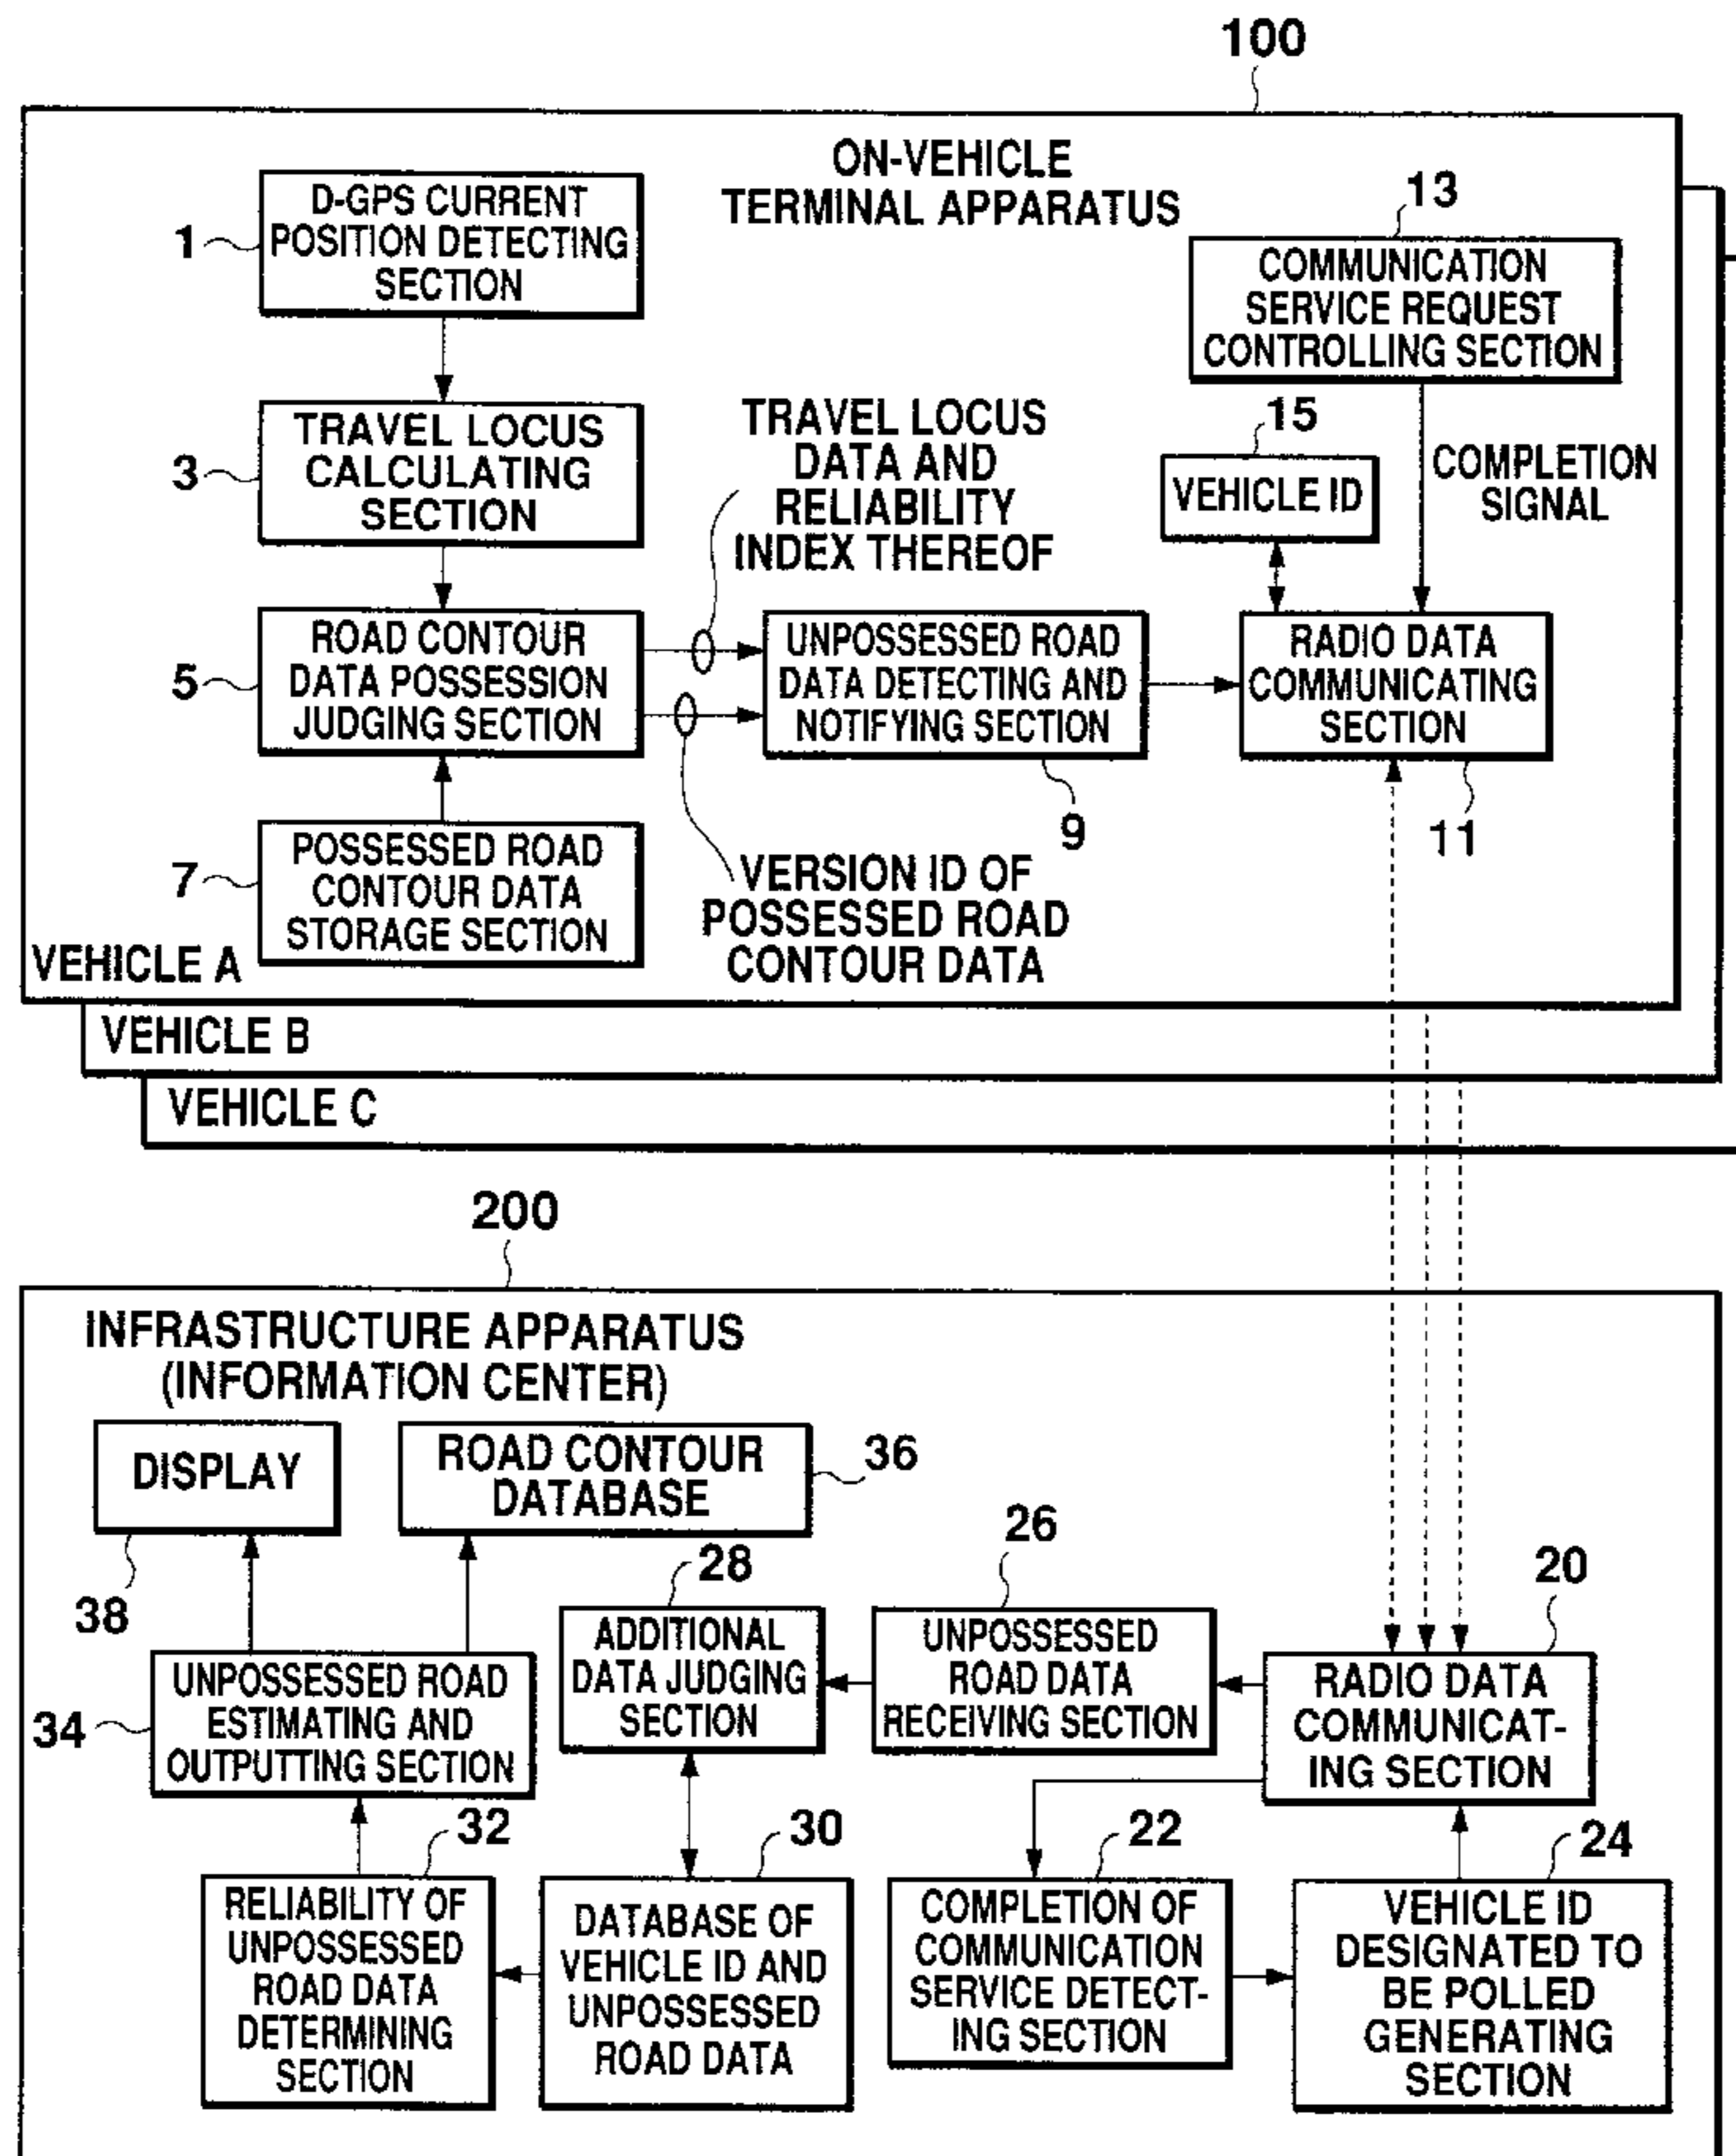 100
ON-VEHICLE
TERMINAL APPARATUS
D-GPS CURRENT
POSITION DETECTING
SECTION
1
13
COMMUNICATION
SERVICE REQUEST
CONTROLLING SECTION
TRAVEL LOCUS
CALCULATING
SECTION
3
TRAVEL LOCUS
DATA AND
RELIABILITY
INDEX THEREOF
15
VEHICLE ID
COMPLETION
SIGNAL
ROAD CONTOUR
DATA POSSESSION
JUDGING SECTION
5
UNPOSSESSED ROAD
DATA DETECTING AND
NOTIFYING SECTION
9
RADIO DATA
COMMUNICATING
SECTION
11
POSSESSED ROAD
CONTOUR DATA
STORAGE SECTION
7
VERSION ID OF
POSSESSED ROAD
CONTOUR DATA
VEHICLE A
VEHICLE B
VEHICLE C
200
INFRASTRUCTURE APPARATUS
(INFORMATION CENTER)
DISPLAY
38
ROAD CONTOUR
DATABASE
36
26
28
20
UNPOSSESSED ROAD
ESTIMATING AND
OUTPUTTING SECTION
34
ADDITIONAL
DATA JUDGING
SECTION
UNPOSSESSED
ROAD DATA
RECEIVING SECTION
RADIO DATA
COMMUNICAT-
ING SECTION
32
30
22
24
RELIABILITY OF
UNPOSSESSED
ROAD DATA
DETERMINING
SECTION
DATABASE OF
VEHICLE ID AND
UNPOSSESSED
ROAD DATA
COMPLETION OF
COMMUNICATION
SERVICE DETECT-
ING SECTION
VEHICLE ID
DESIGNATED TO
BE POLLED
GENERATING
SECTION